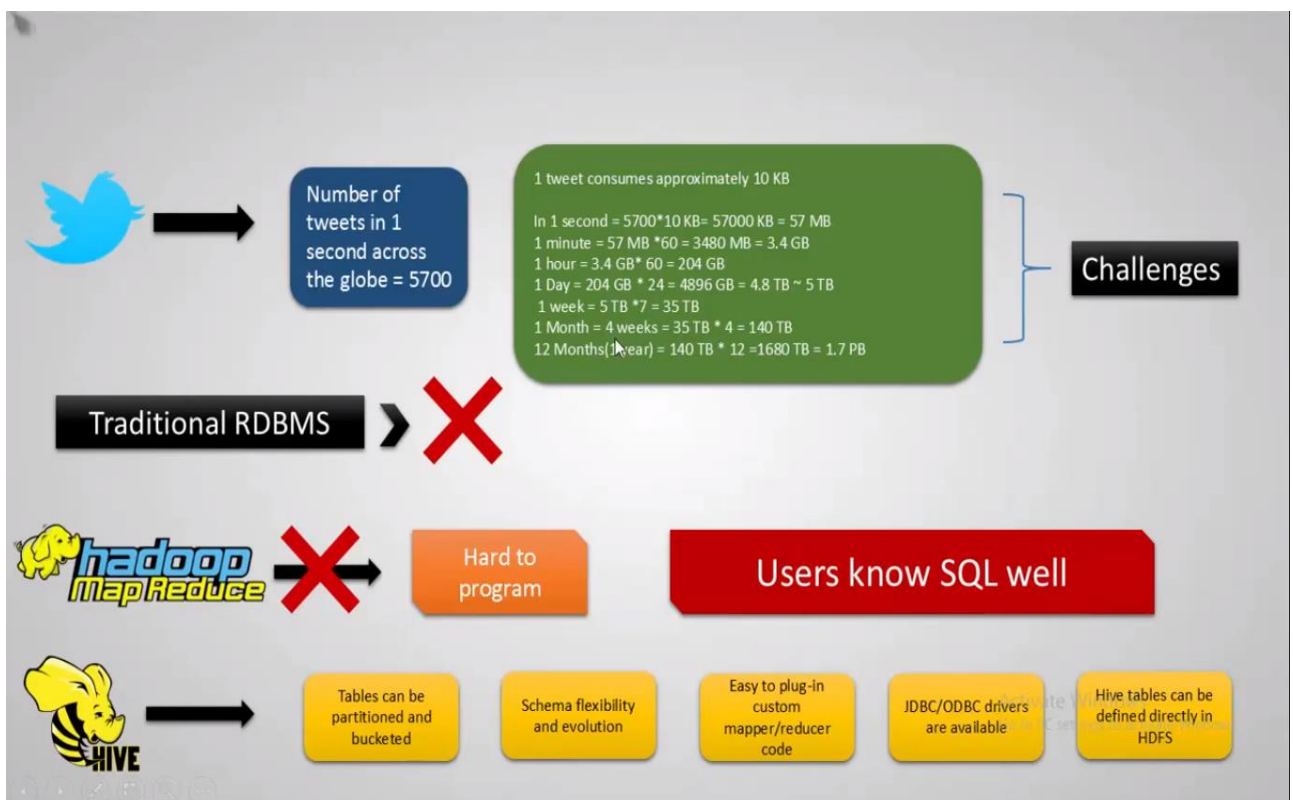 Number of
tweets in 1
second across
the globe = 5700
1 tweet consumes approximately 10 KB
In 1 second = 5700*10 KB= 57000 KB = 57 MB
1 minute = 57 MB *60 = 3480 MB = 3.4 GB
1 hour = 3.4 GB* 60 = 204 GB
1 Day = 204 GB * 24 = 4896 GB = 4.8 TB ~ 5 TB
1 week = 5 TB *7 = 35 TB
1 Month = 4 weeks = 35 TB * 4 = 140 TB
12 Months(1 year) = 140 TB * 12 =1680 TB = 1.7 PB
Challenges
Traditional RDBMS
hadoop
Map Reduce
Hard to
program
Users know SQL well
HIVE
Tables can be
partitioned and
bucketed
Schema flexibility
and evolution
Easy to plug-in
custom
mapper/reducer
code
JDBC/ODBC drivers
are available
Hive tables can be
defined directly in
HDFS
Activate Windows